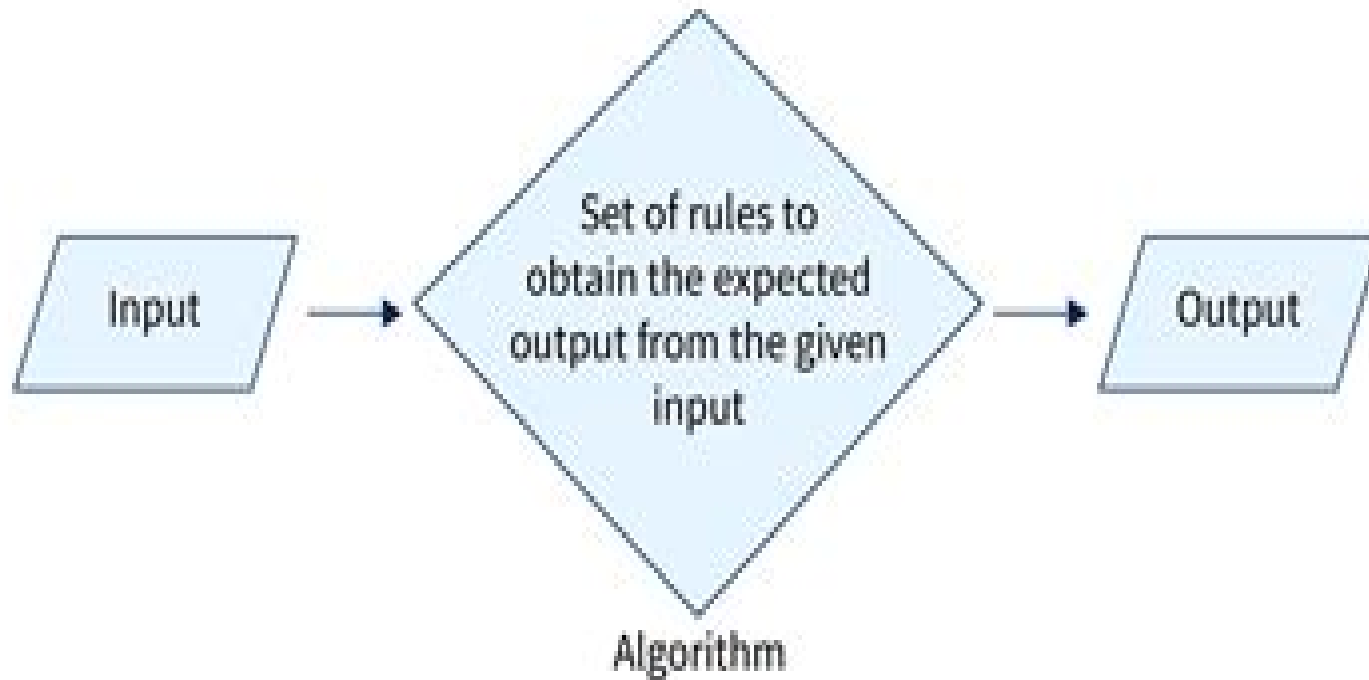 Input
Set of rules to
obtain the expected
output from the given
input
Output
Algorithm